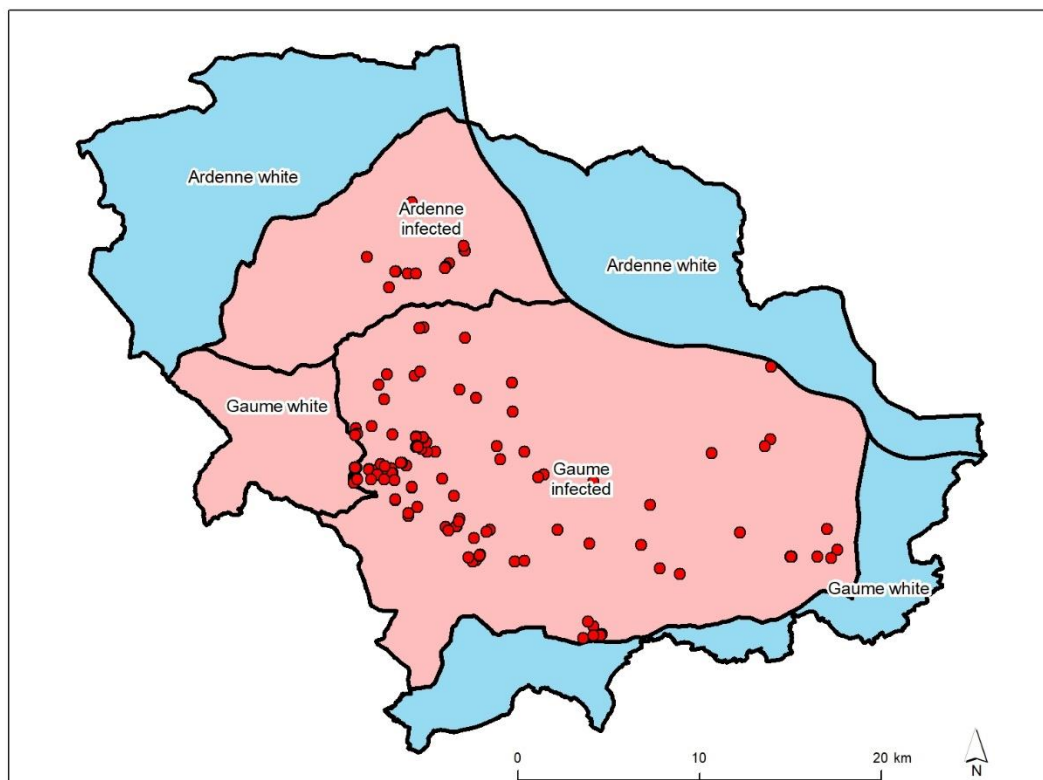 Ardenne white
Ardenne
infected
Ardenne white
Gaume white
Gaume
infected
Gaume white
0 10 20 km
N